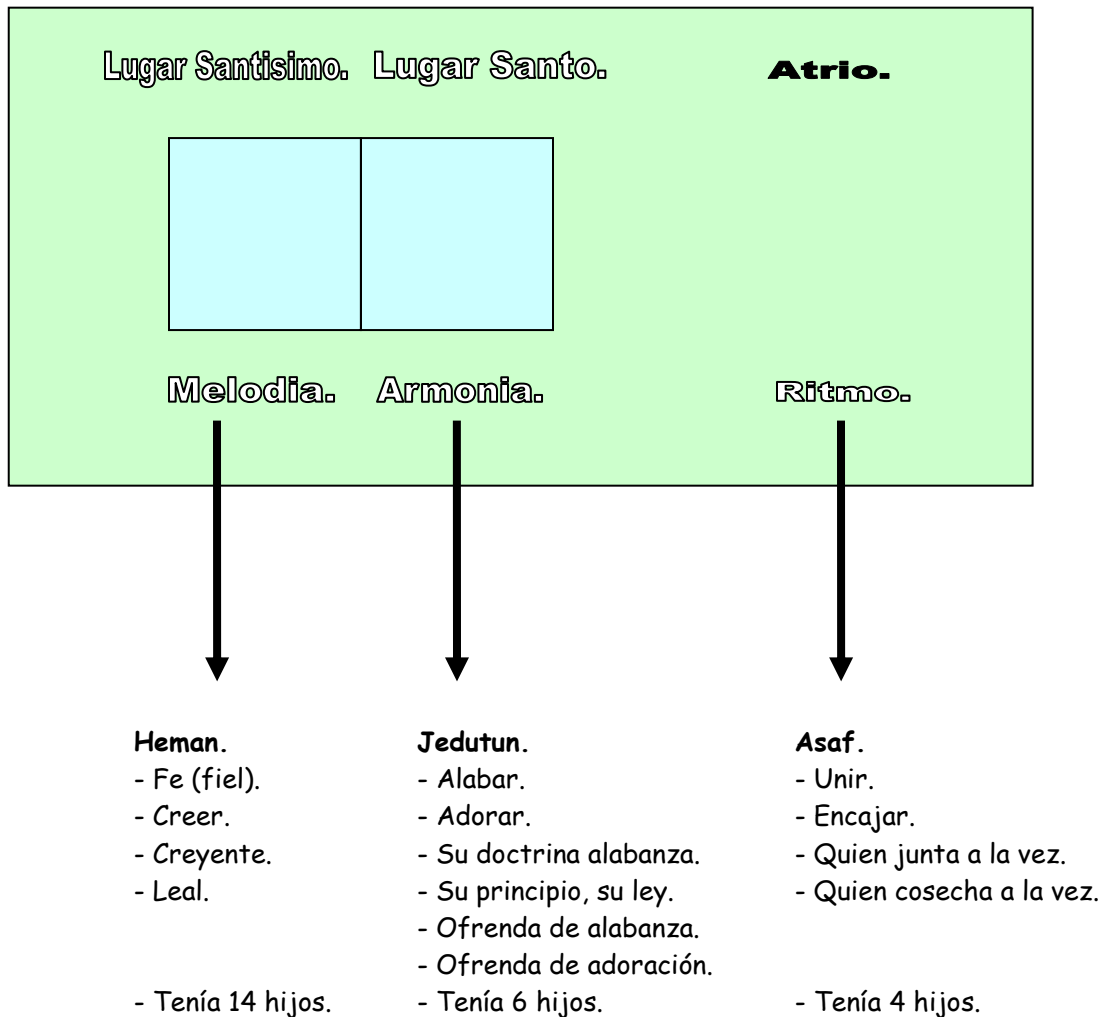 Lugar Santisimo. Lugar Santo. Atrio.
Melodia. Armonia. Ritmo.
Heman.
- Fe (fiel).
- Creer.
- Creyente.
- Leal.
- Tenía 14 hijos.
Jedutun.
- Alabar.
- Adorar.
- Su doctrina alabanza.
- Su principio, su ley.
- Ofrenda de alabanza.
- Ofrenda de adoración.
- Tenía 6 hijos.
Asaf.
- Unir.
- Encajar.
- Quien junta a la vez.
- Quien cosecha a la vez.
- Tenía 4 hijos.